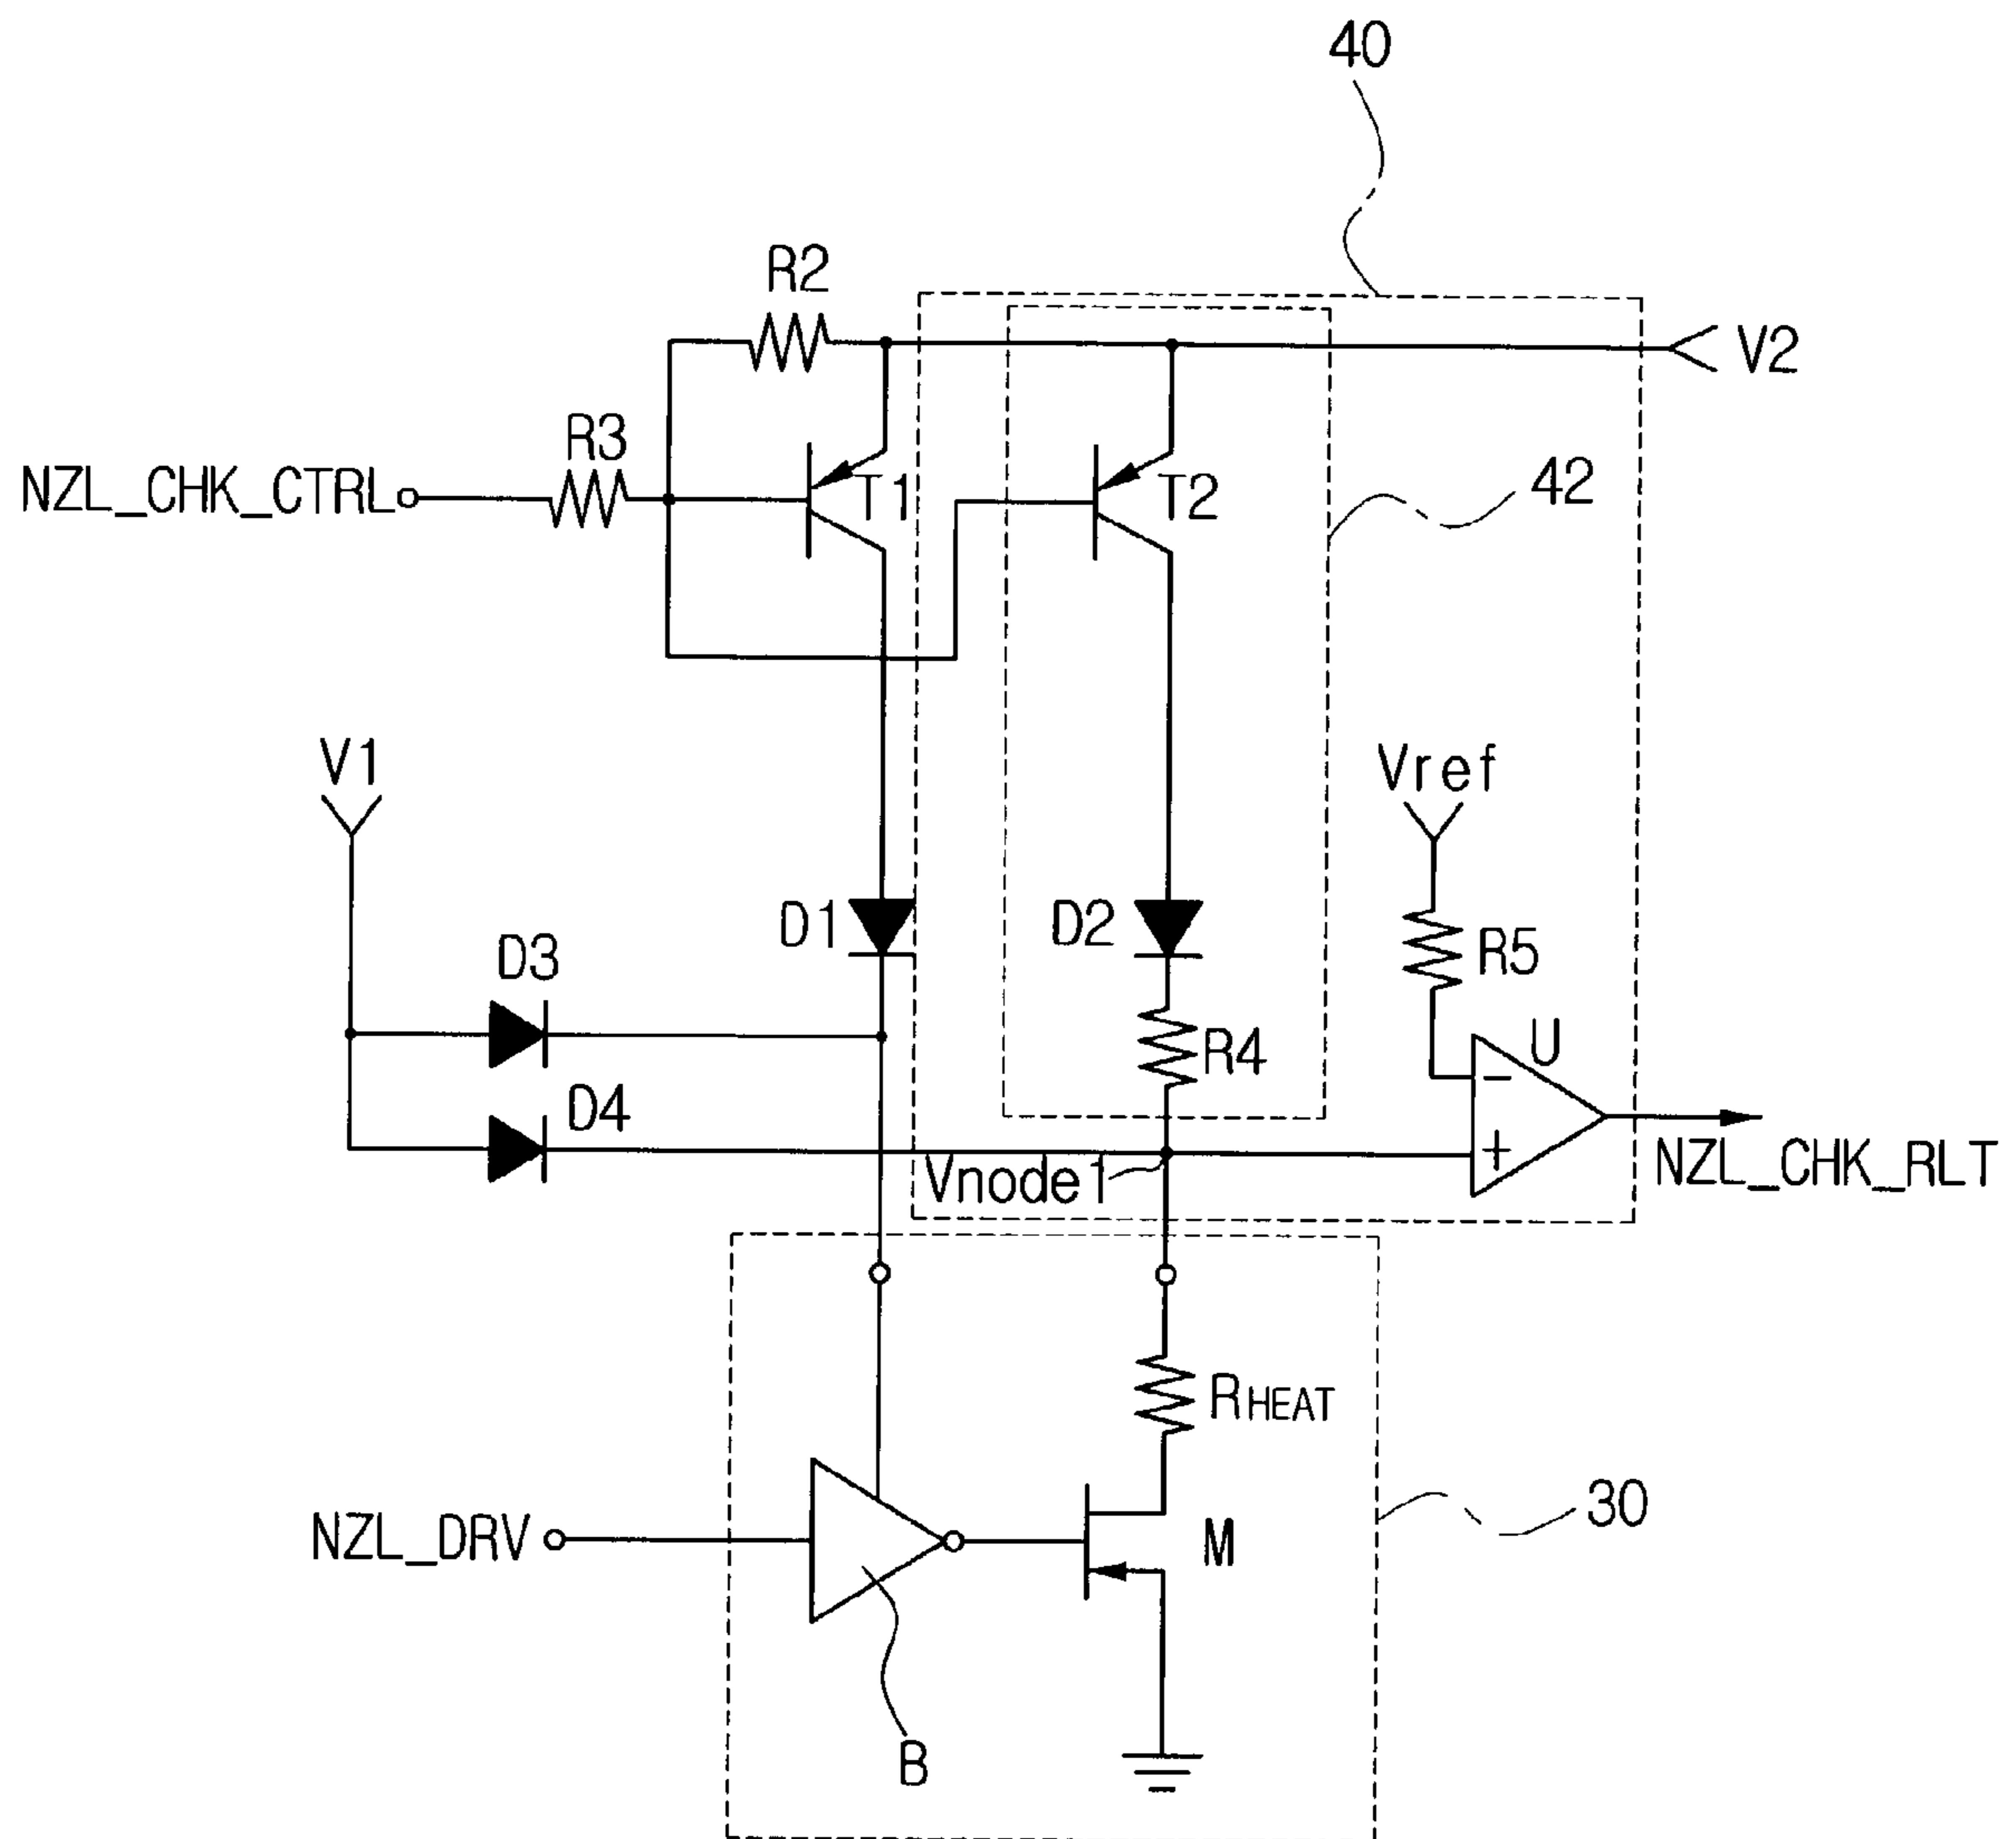 40
R2
V2
R3
NZL_CHK_CTRL
T1
T2
42
V1
Vref
D1
D2
R5
D3
R4
U
D4
−
+
Vnode1
NZL_CHK_RLT
RHEAT
NZL_DRV
M
30
B